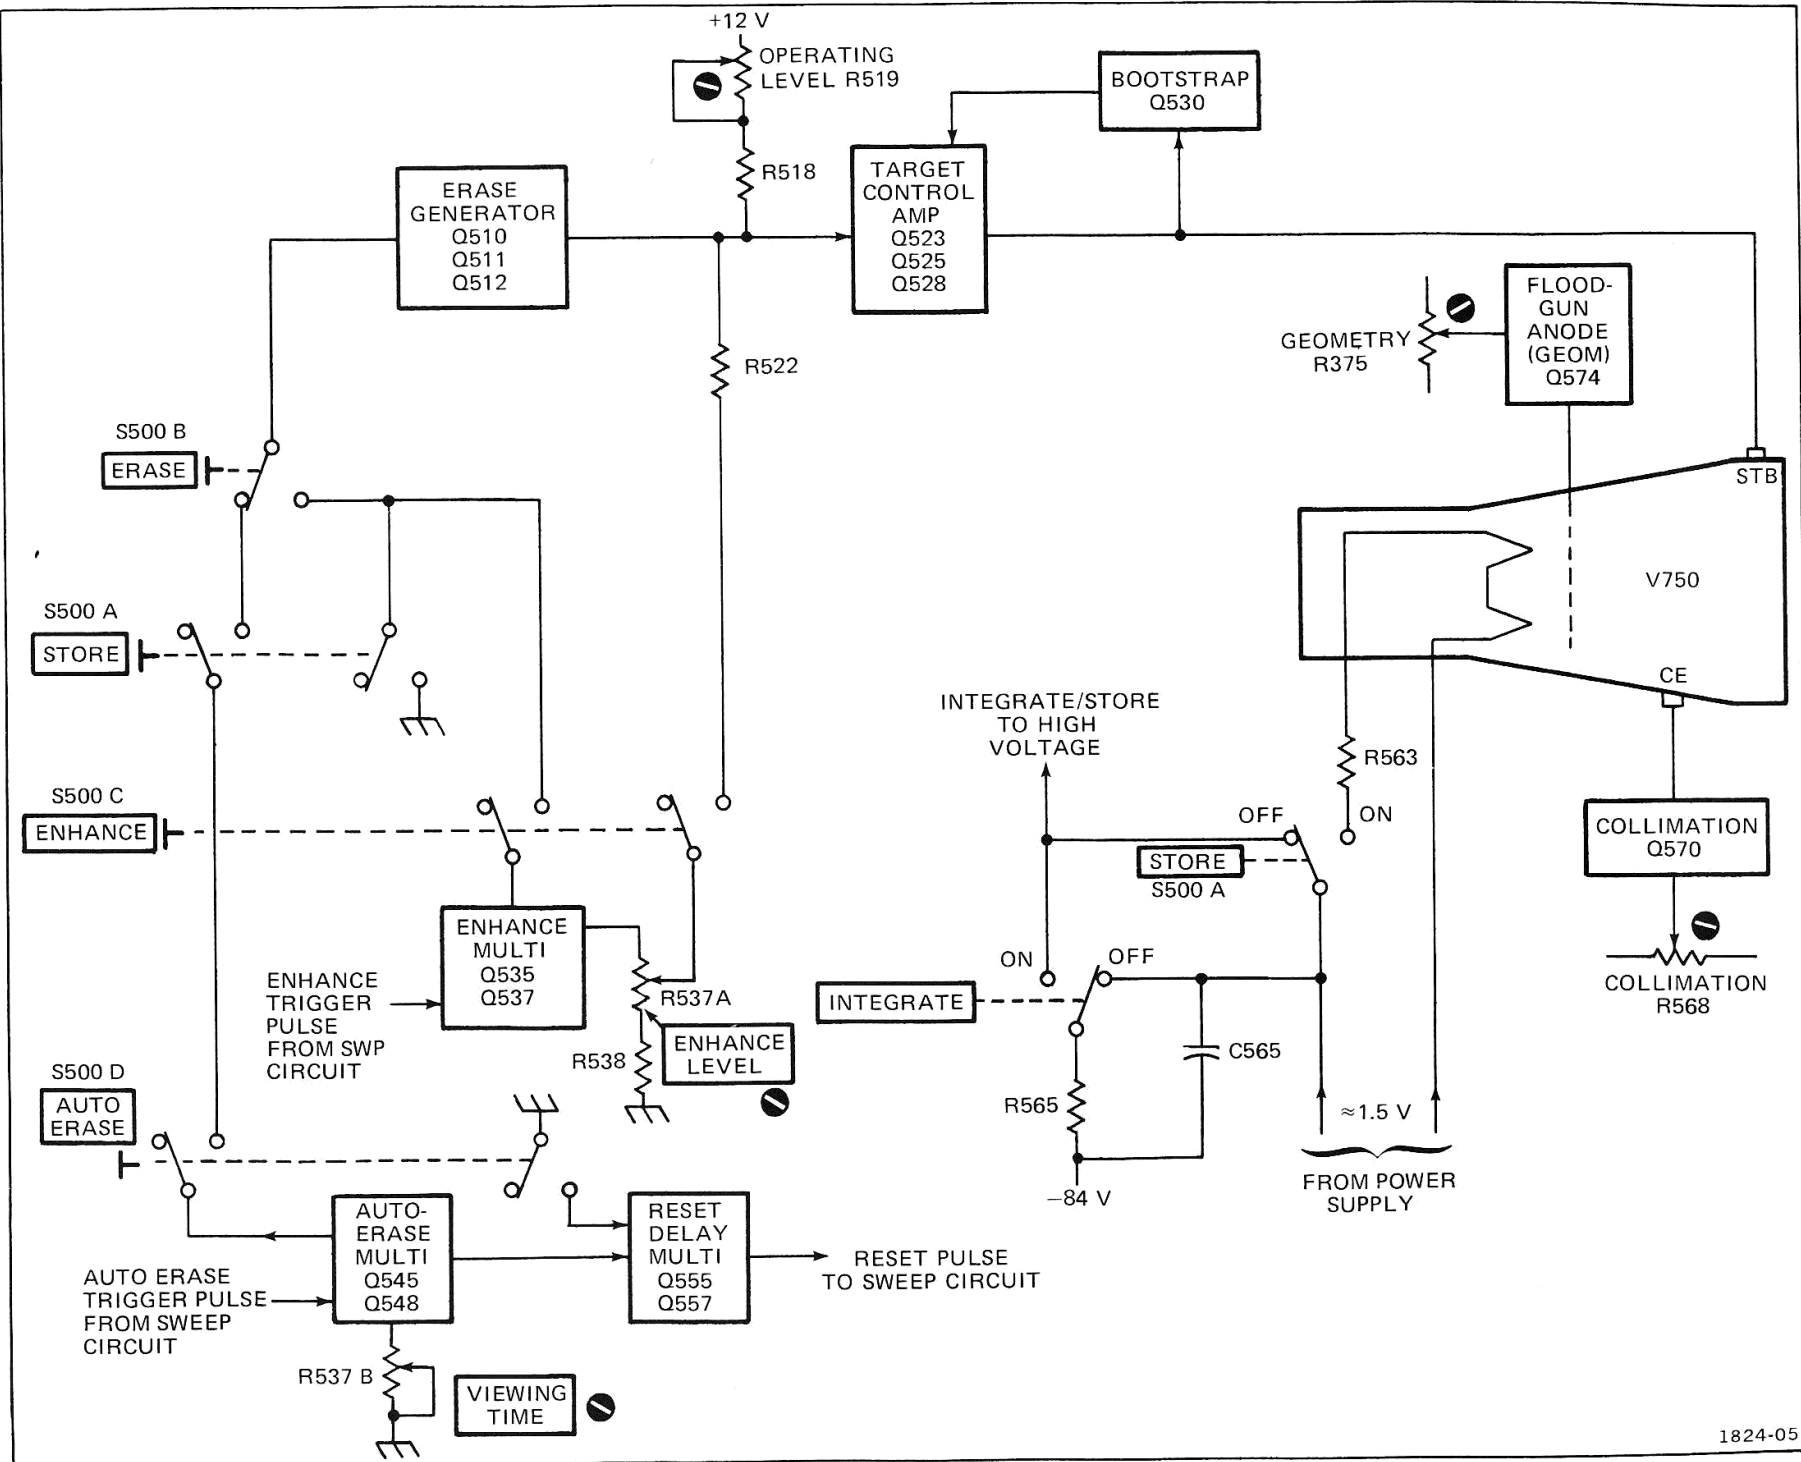 +12 V
OPERATING
LEVEL R519
BOOTSTRAP
Q530
R518
ERASE
GENERATOR
Q510
Q511
Q512
TARGET
CONTROL
AMP
Q523
Q525
Q528
FLOOD-
GUN
ANODE
(GEOM)
Q574
GEOMETRY
R375
R522
S500 B
ERASE
STB
V750
S500 A
STORE
CE
INTEGRATE/STORE
TO HIGH
VOLTAGE
R563
S500 C
ENHANCE
OFF
ON
STORE
S500 A
COLLIMATION
Q570
ENHANCE
MULTI
Q535
Q537
ENHANCE
TRIGGER
PULSE
FROM SWP
CIRCUIT
R537A
R538
ENHANCE
LEVEL
ON
OFF
INTEGRATE
COLLIMATION
R568
C565
R565
≈1.5 V
−84 V
FROM POWER
SUPPLY
S500 D
AUTO
ERASE
AUTO-
ERASE
MULTI
Q545
Q548
RESET
DELAY
MULTI
Q555
Q557
RESET PULSE
TO SWEEP CIRCUIT
AUTO ERASE
TRIGGER PULSE
FROM SWEEP
CIRCUIT
R537 B
VIEWING
TIME
1824-05